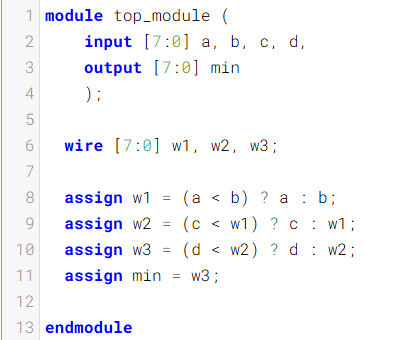 1 module top_module (
2     input [7:0] a, b, c, d,
3     output [7:0] min
4     );
5
6   wire [7:0] w1, w2, w3;
7
8   assign w1 = (a < b) ? a : b;
9   assign w2 = (c < w1) ? c : w1;
10   assign w3 = (d < w2) ? d : w2;
11   assign min = w3;
12
13 endmodule